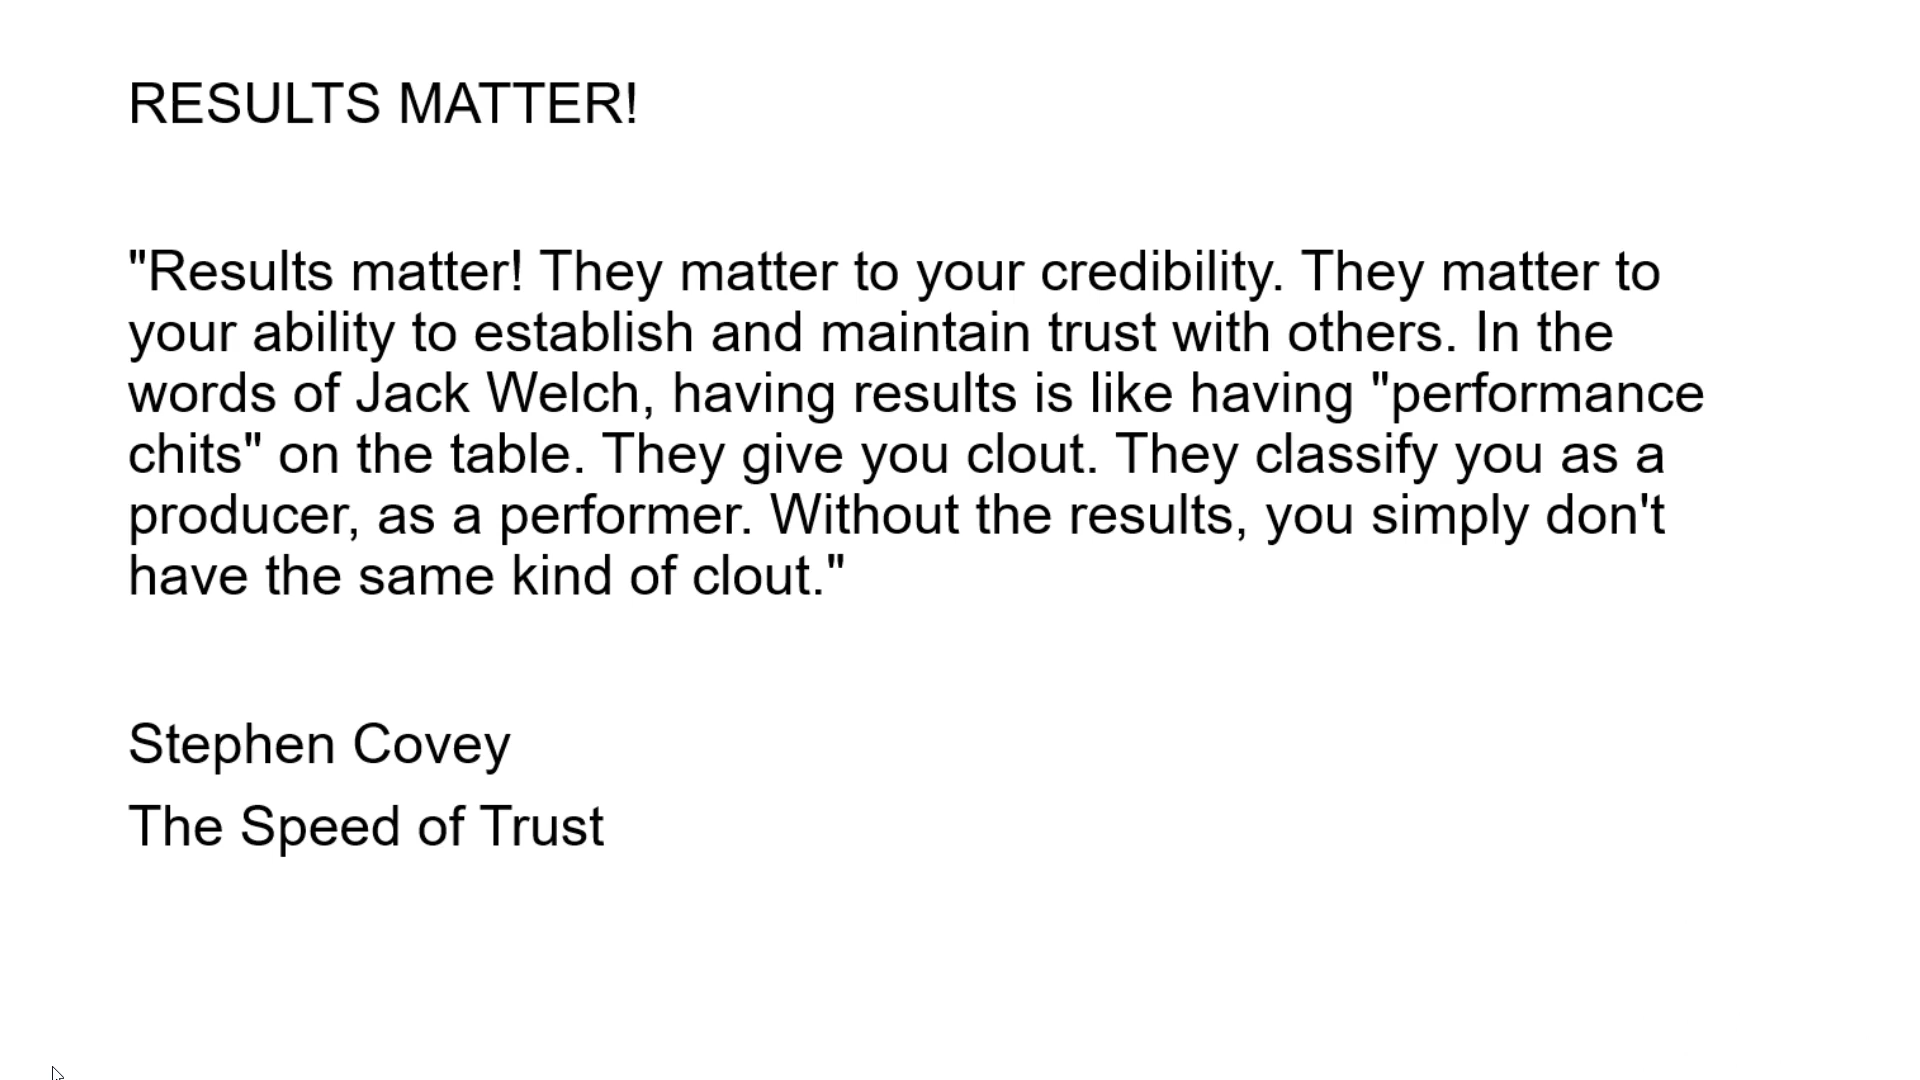 RESULTS MATTER!
"Results matter! They matter to your credibility. They matter to
your ability to establish and maintain trust with others. In the
words of Jack Welch, having results is like having "performance
chits" on the table. They give you clout. They classify you as a
producer, as a performer. Without the results, you simply don't
have the same kind of clout."
Stephen Covey
The Speed of Trust